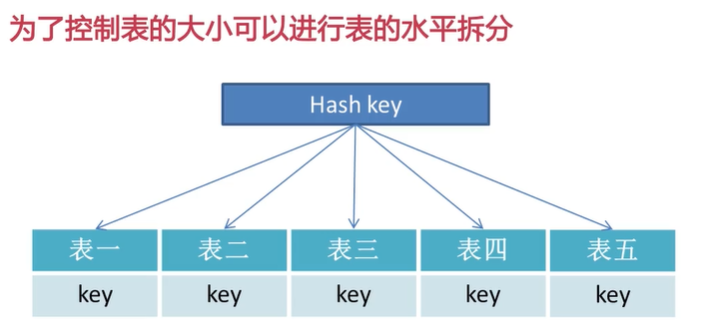 为了控制表的大小可以进行表的水平拆分
Hash key
表一 表二 表三 表四 表五
key key key key key